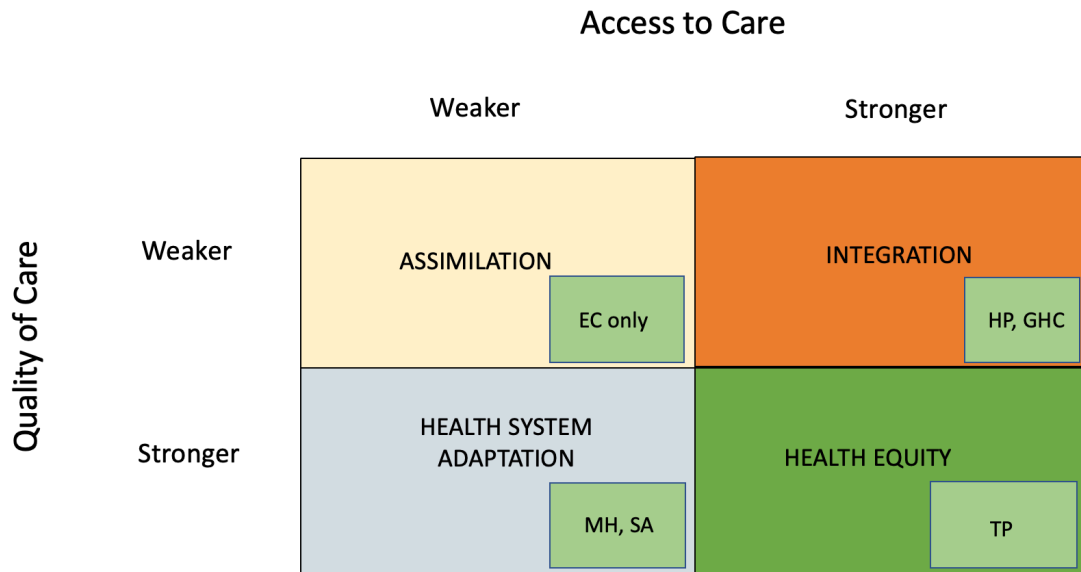 Access to Care
Weaker
Stronger
Quality of Care
Weaker
ASSIMILATION
EC only
INTEGRATION
HP, GHC
Stronger
HEALTH SYSTEM
ADAPTATION
MH, SA
HEALTH EQUITY
TP